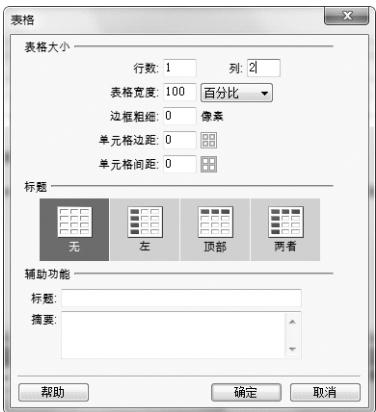 表格
表格大小
行数: 1 列: 2
表格宽度: 100 百分比
边框粗细: 0 像素
单元格边距: 0
单元格间距: 0
标题
无 左 顶部 两者
辅助功能
标题:
摘要:
帮助 确定 取消